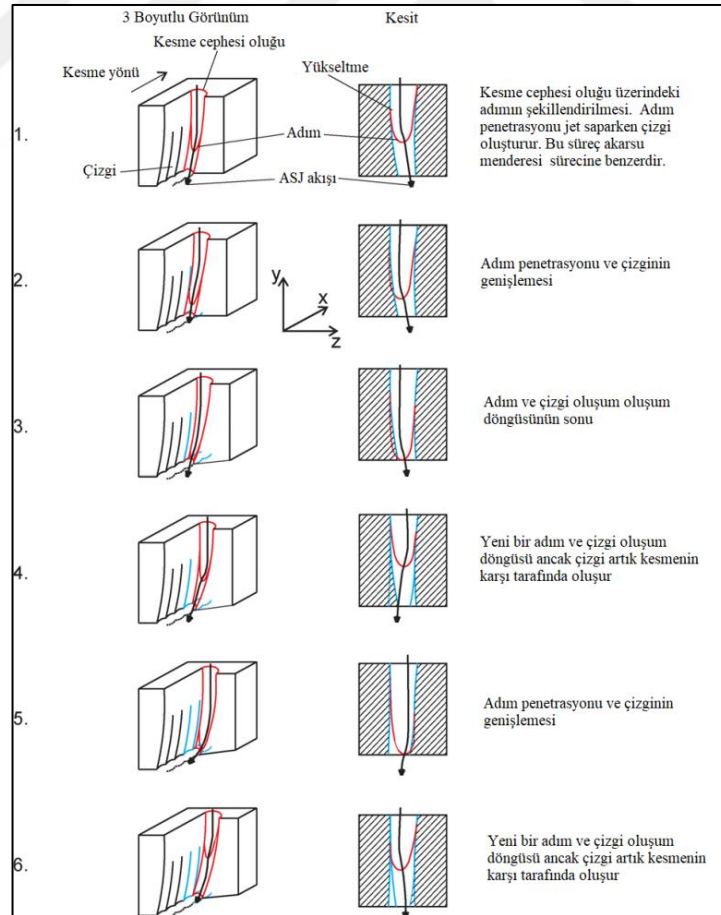 3 Boyutlu Görünüm
Kesit
Kesme cephesi oluğu
Kesme yönü
Yükseltme
1.
Adım
Çizgi
ASJ akışı
Kesme cephesi oluğu üzerindeki
adımın şekillendirilmesi. Adım
penetrasyonu jet saparken çizgi
oluşturur. Bu süreç akarsu
menderesi sürecine benzerdir.
2.
y
x
z
Adım penetrasyonu ve çizginin
genişlemesi
3.
Adım ve çizgi oluşum oluşum
döngüsünün sonu
4.
Yeni bir adım ve çizgi oluşum
döngüsü ancak çizgi artık kesmenin
karşı tarafında oluşur
5.
Adım penetrasyonu ve çizginin
genişlemesi
6.
Yeni bir adım ve çizgi oluşum
döngüsü ancak çizgi artık kesmenin
karşı tarafında oluşur